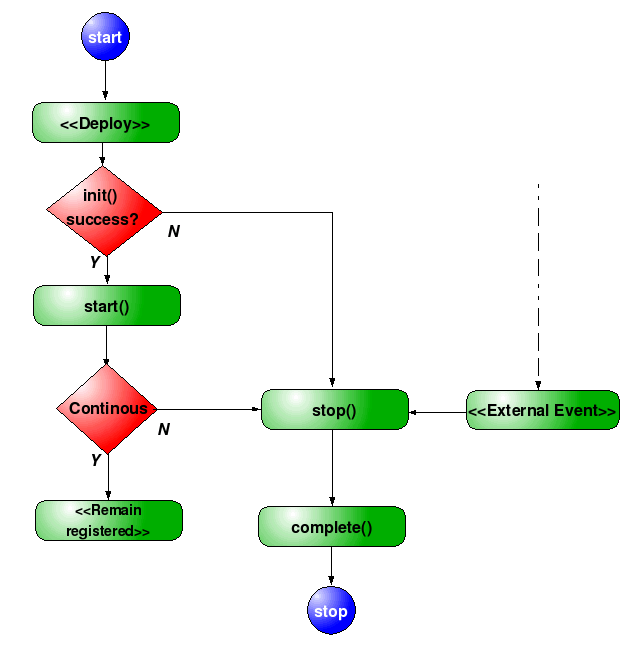 start
<<Deploy>>
init()
success?
N
Y
start()
Continous
N
stop()
<<External Event>>
Y
<<Remain
registered>>
complete()
stop